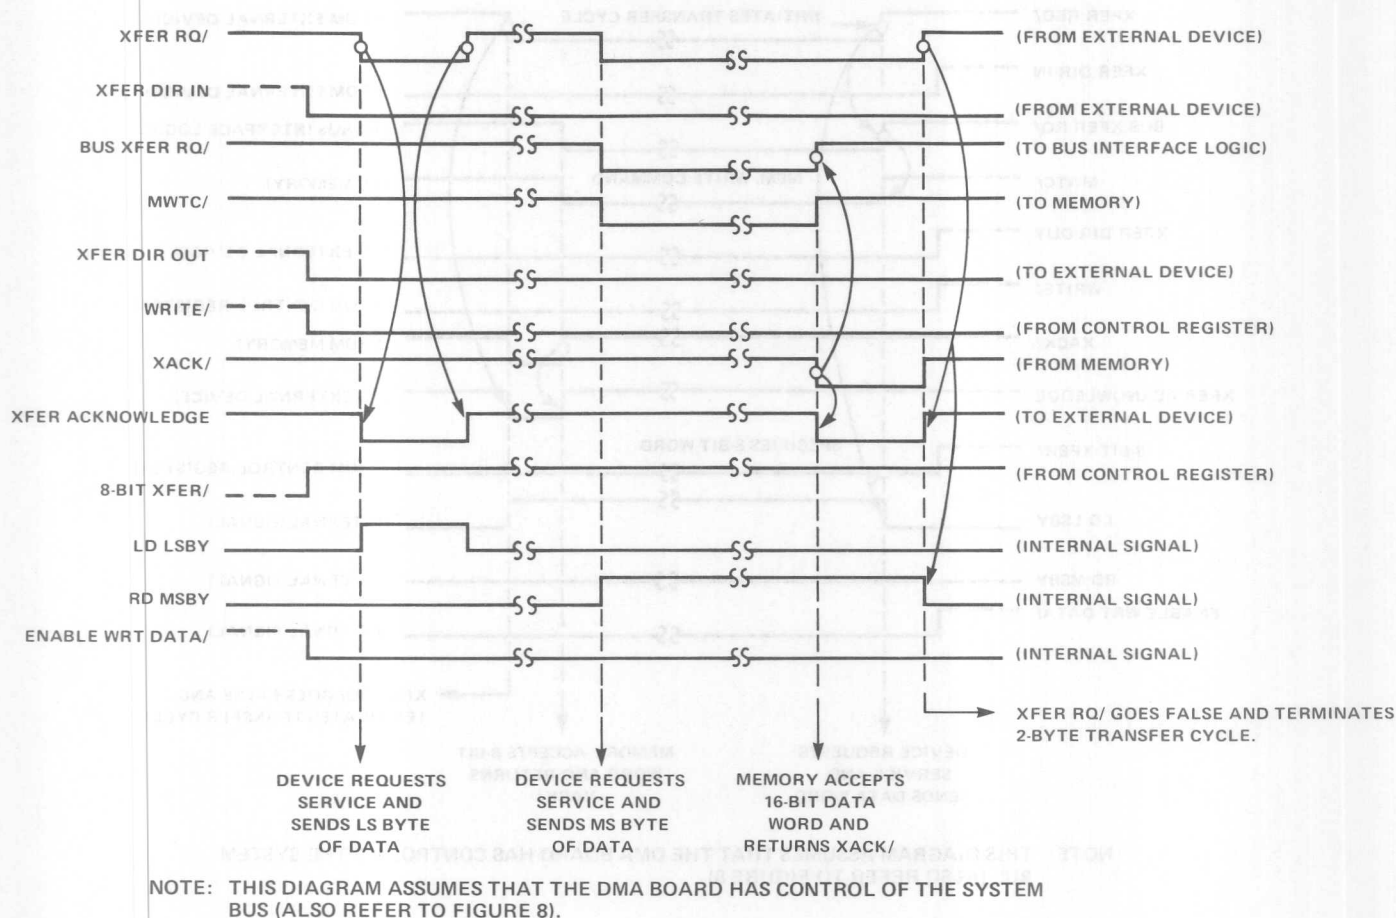 XFER RQ/ (FROM EXTERNAL DEVICE)
XFER DIR IN (FROM EXTERNAL DEVICE)
BUS XFER RQ/ (TO BUS INTERFACE LOGIC)
MWTC/ (TO MEMORY)
XFER DIR OUT (TO EXTERNAL DEVICE)
WRITE/ (FROM CONTROL REGISTER)
XACK/ (FROM MEMORY)
XFER ACKNOWLEDGE (TO EXTERNAL DEVICE)
8-BIT XFER/ (FROM CONTROL REGISTER)
LD LSBY (INTERNAL SIGNAL)
RD MSBY (INTERNAL SIGNAL)
ENABLE WRT DATA/ (INTERNAL SIGNAL)
XFER RQ/ GOES FALSE AND TERMINATES
2-BYTE TRANSFER CYCLE.
DEVICE REQUESTS
SERVICE AND
SENDS LS BYTE
OF DATA
DEVICE REQUESTS
SERVICE AND
SENDS MS BYTE
OF DATA
MEMORY ACCEPTS
16-BIT DATA
WORD AND
RETURNS XACK/
NOTE: THIS DIAGRAM ASSUMES THAT THE DMA BOARD HAS CONTROL OF THE SYSTEM
BUS (ALSO REFER TO FIGURE 8).